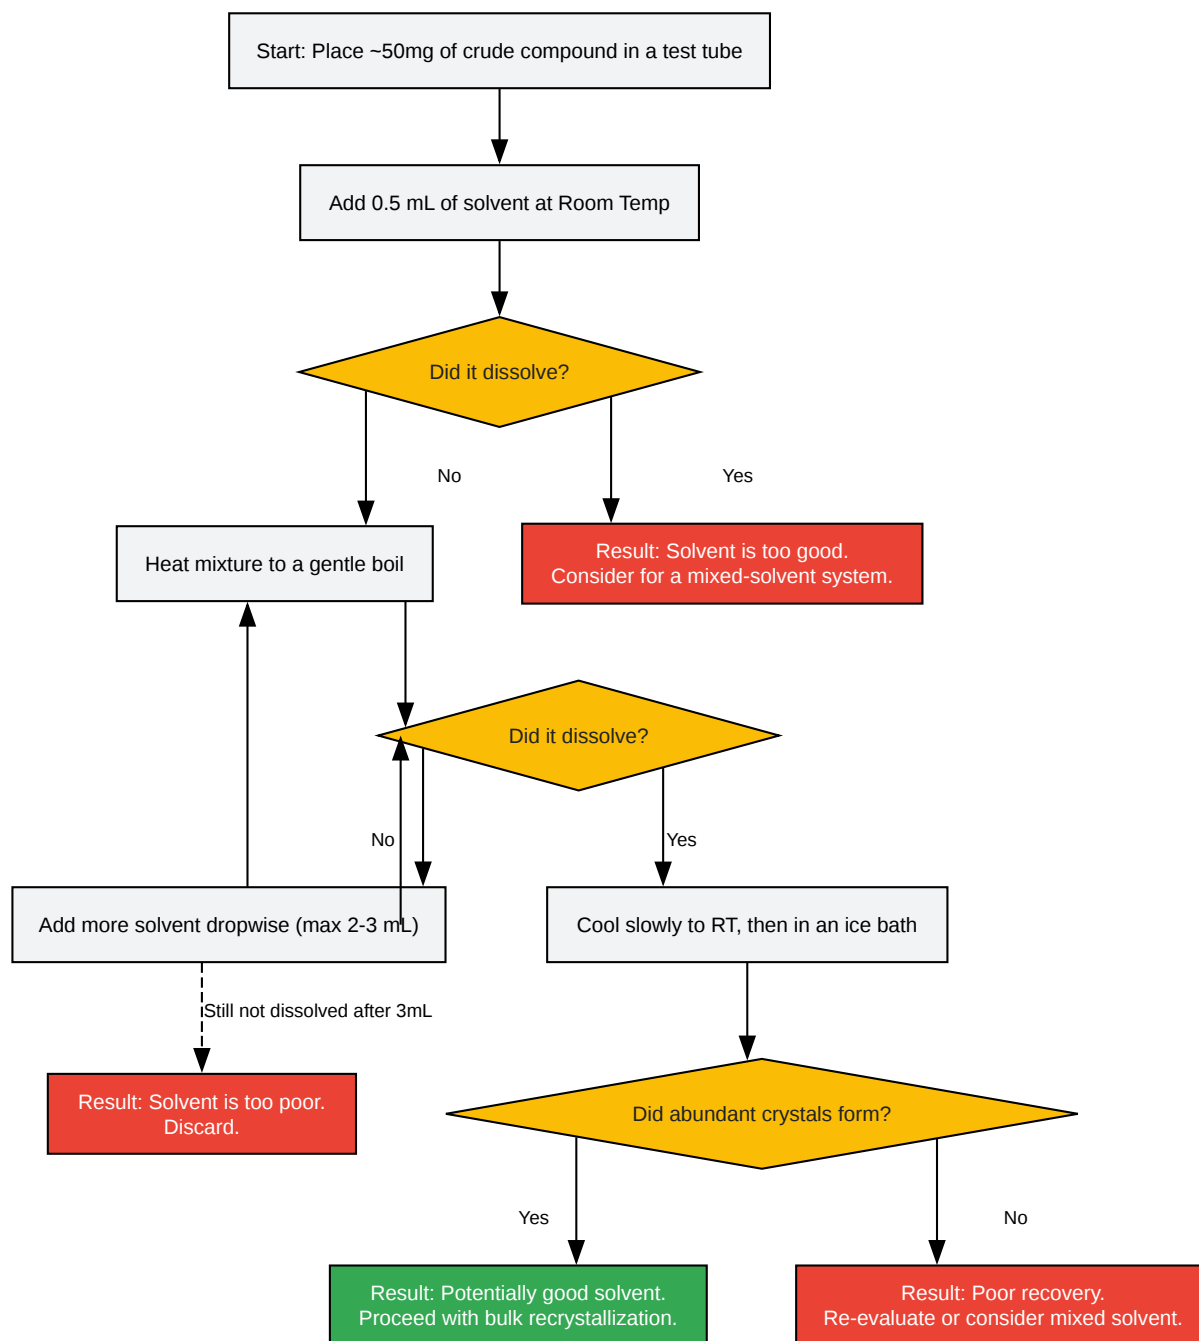 Start: Place ~50mg of crude compound in a test tube
Add 0.5 mL of solvent at Room Temp
Did it dissolve?
No
Yes
Heat mixture to a gentle boil
Result: Solvent is too good.
Consider for a mixed-solvent system.
Did it dissolve?
No
Yes
Add more solvent dropwise (max 2-3 mL)
Cool slowly to RT, then in an ice bath
Still not dissolved after 3mL
Result: Solvent is too poor.
Discard.
Did abundant crystals form?
Yes
No
Result: Potentially good solvent.
Proceed with bulk recrystallization.
Result: Poor recovery.
Re-evaluate or consider mixed solvent.